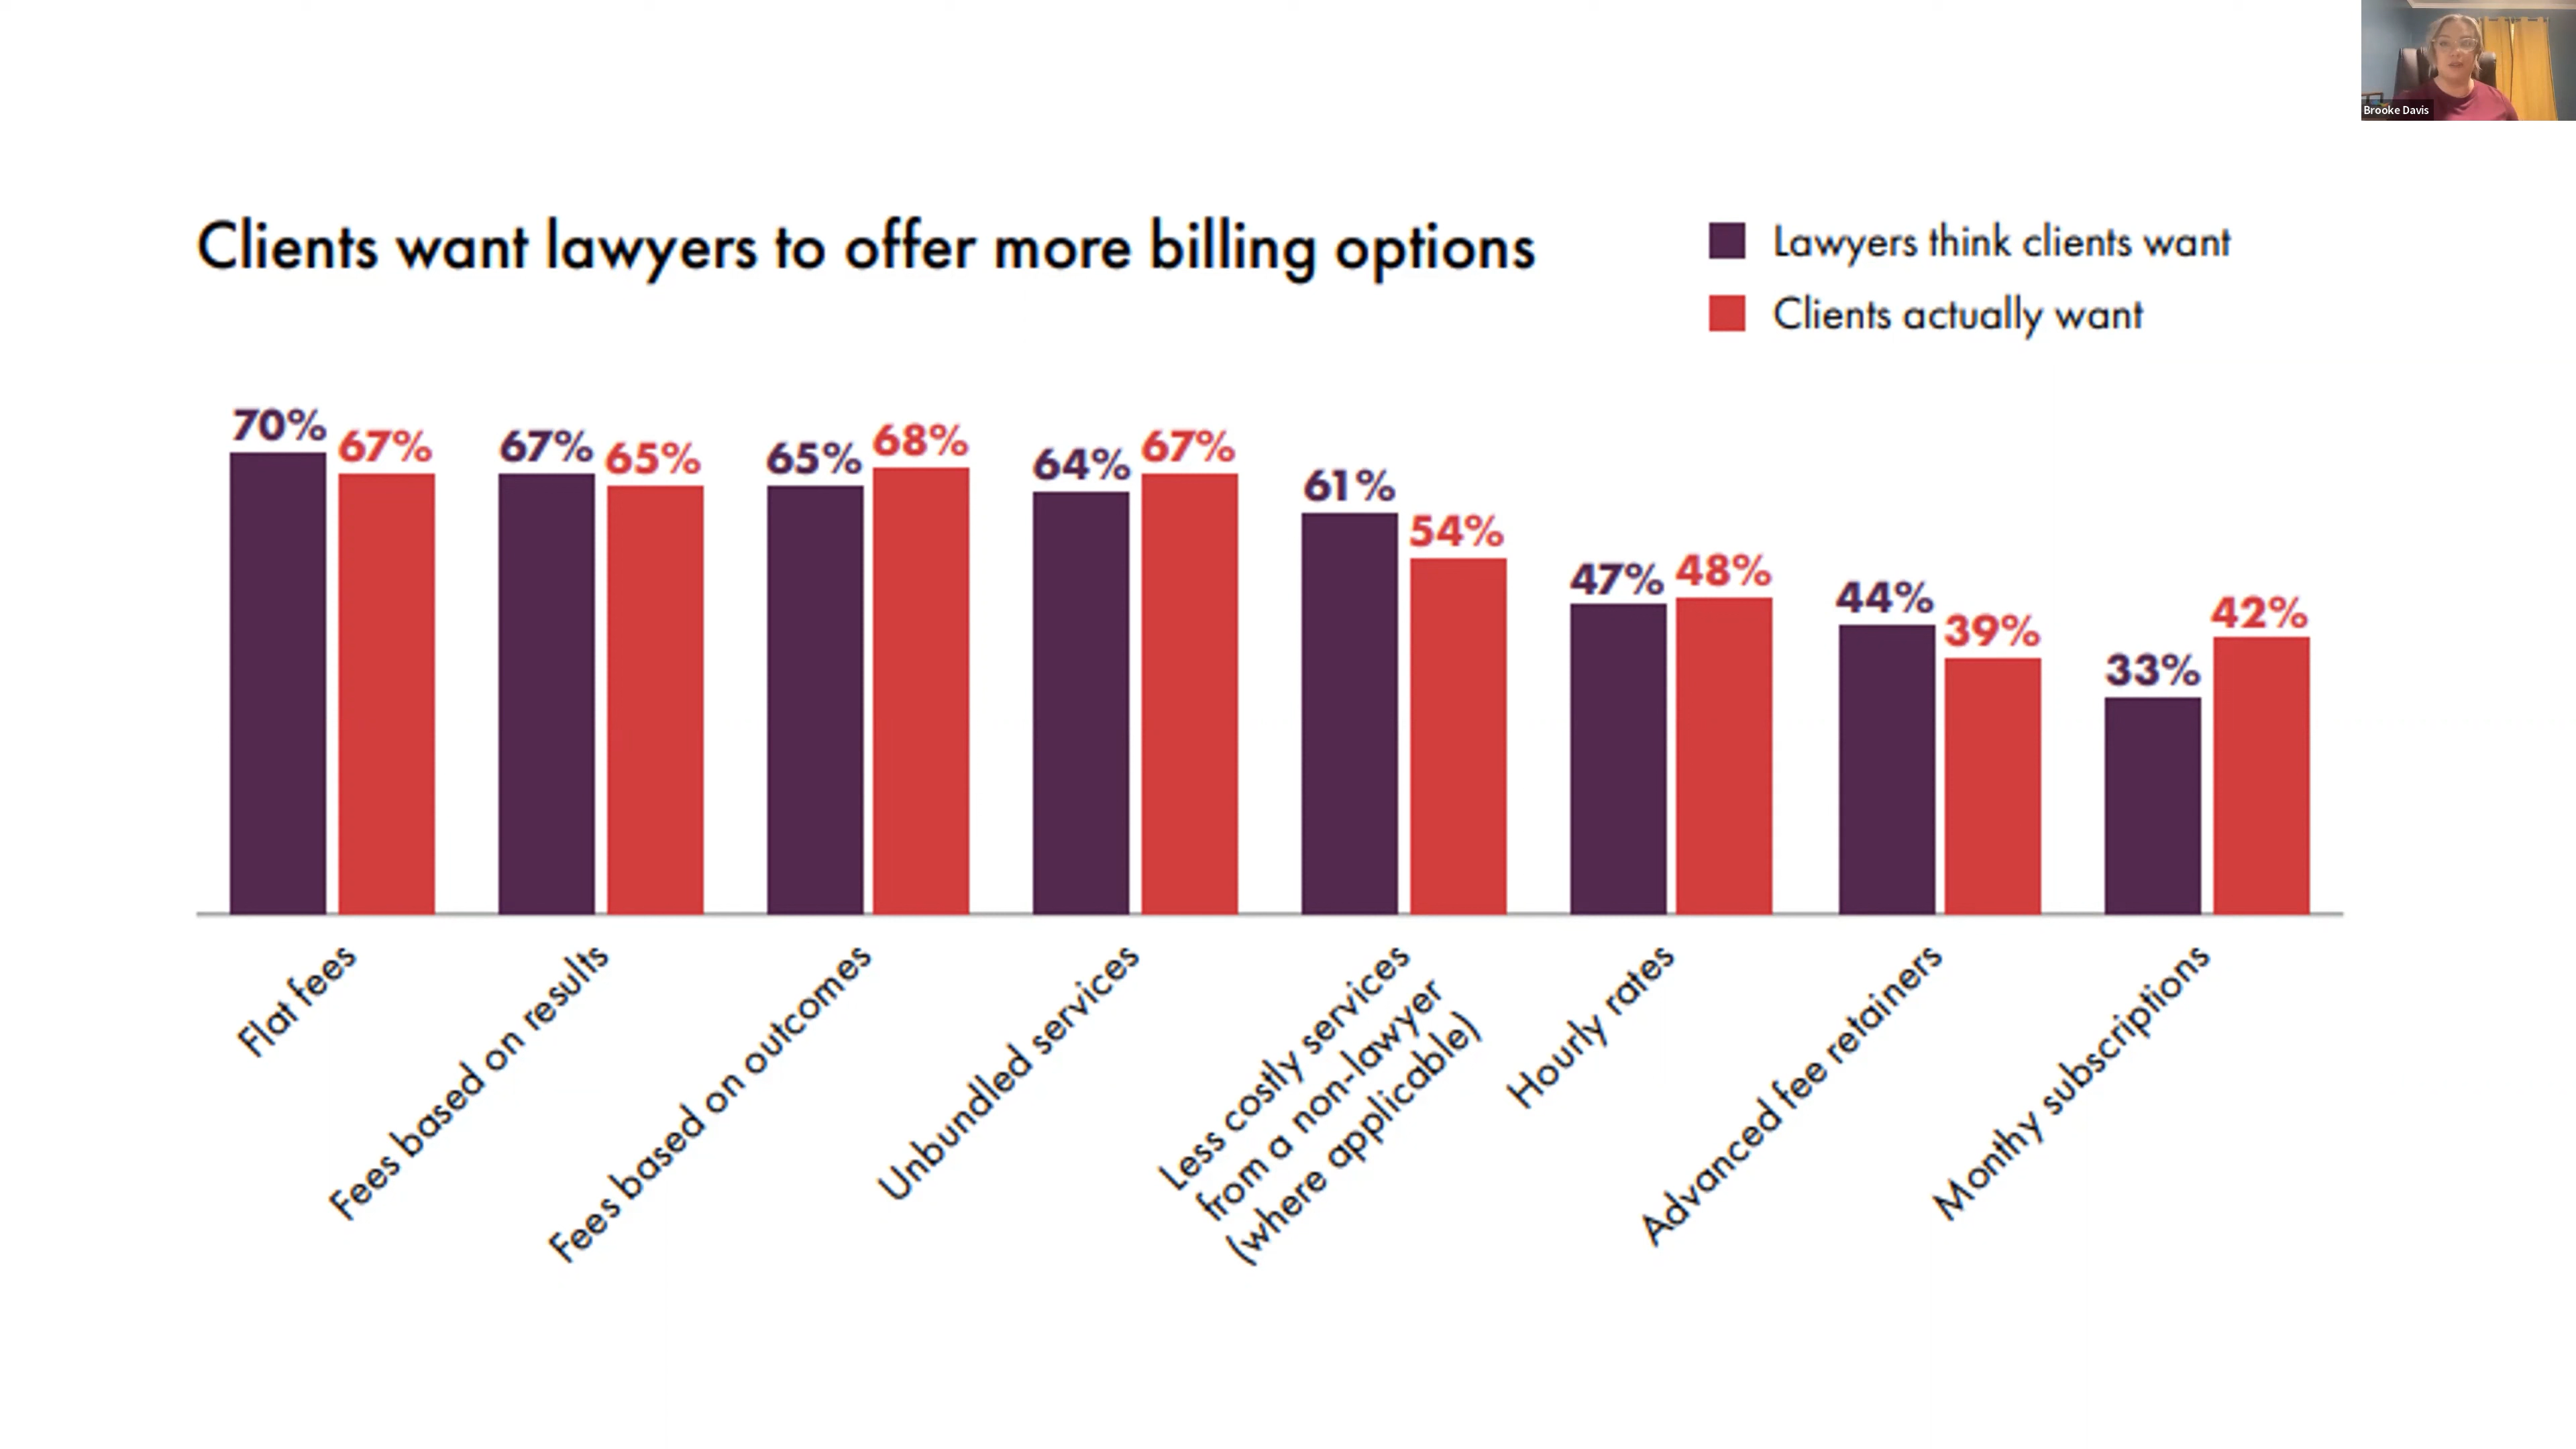 Brooke Davis
Clients want lawyers to offer more billing options
Lawyers think clients want
Clients actually want
70%
67%
67%
65%
65%
68%
64%
67%
61%
54%
47%
48%
44%
39%
33%
42%
Flat fees
Fees based on results
Fees based on outcomes
Unbundled services
Less costly services
from a non-lawyer
(where applicable)
Hourly rates
Advanced fee retainers
Monthy subscriptions